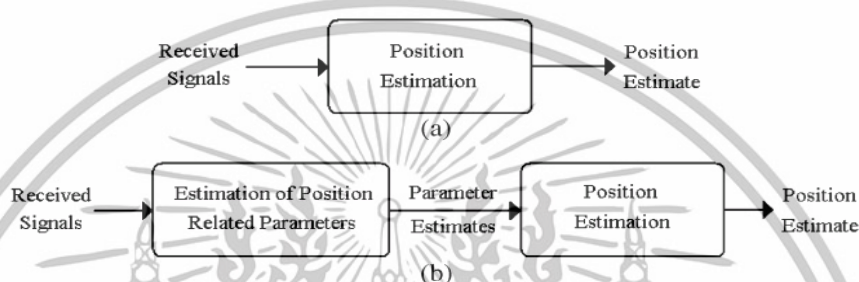 Received
Signals
Position
Estimation
Position
Estimate
(a)
Received
Signals
Estimation of Position
Related Parameters
Parameter
Estimates
Position
Estimation
Position
Estimate
(b)